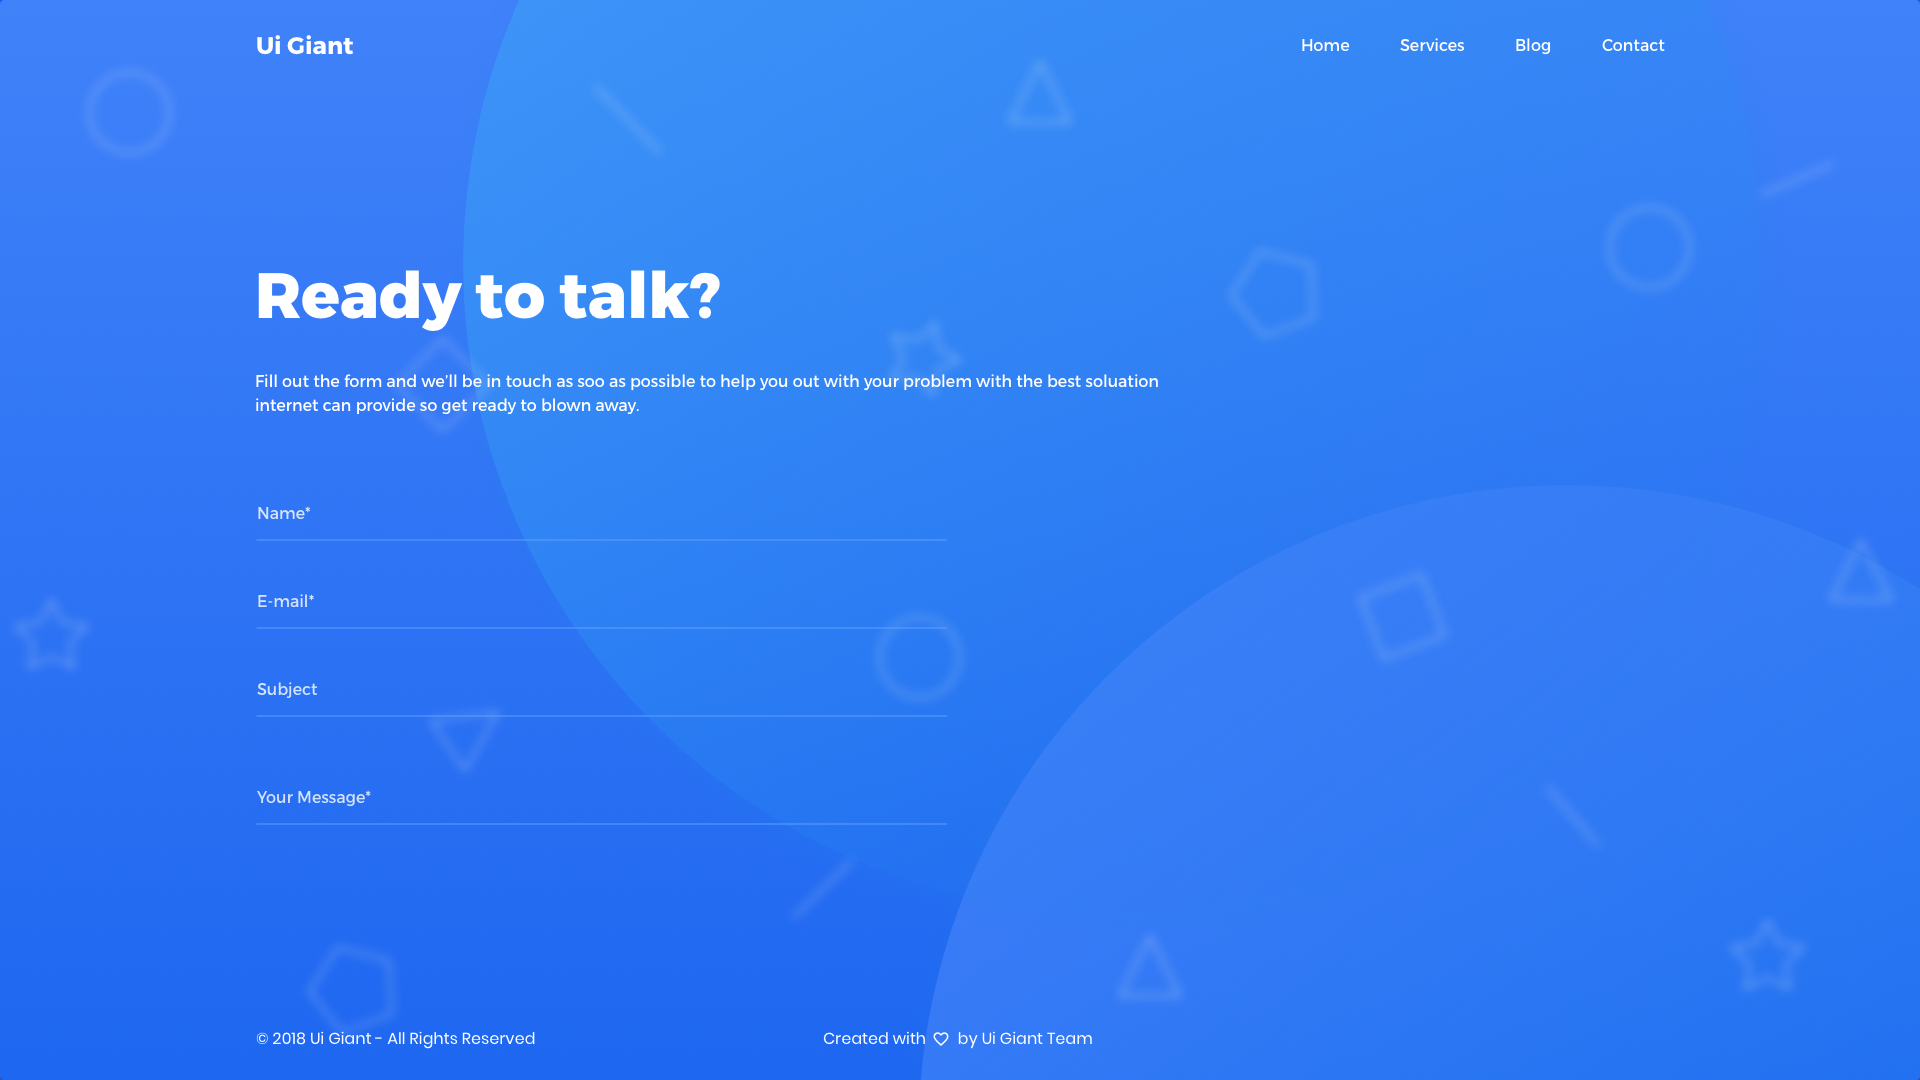 Ui Giant
Home Services Blog Contact
Ready to talk?
Fill out the form and we'll be in touch as soo as possible to help you out with your problem with the best soluation
internet can provide so get ready to blown away.
Name*
E-mail*
Subject
Your Message*
© 2018 Ui Giant - All Rights Reserved
Created with ♡ by Ui Giant Team